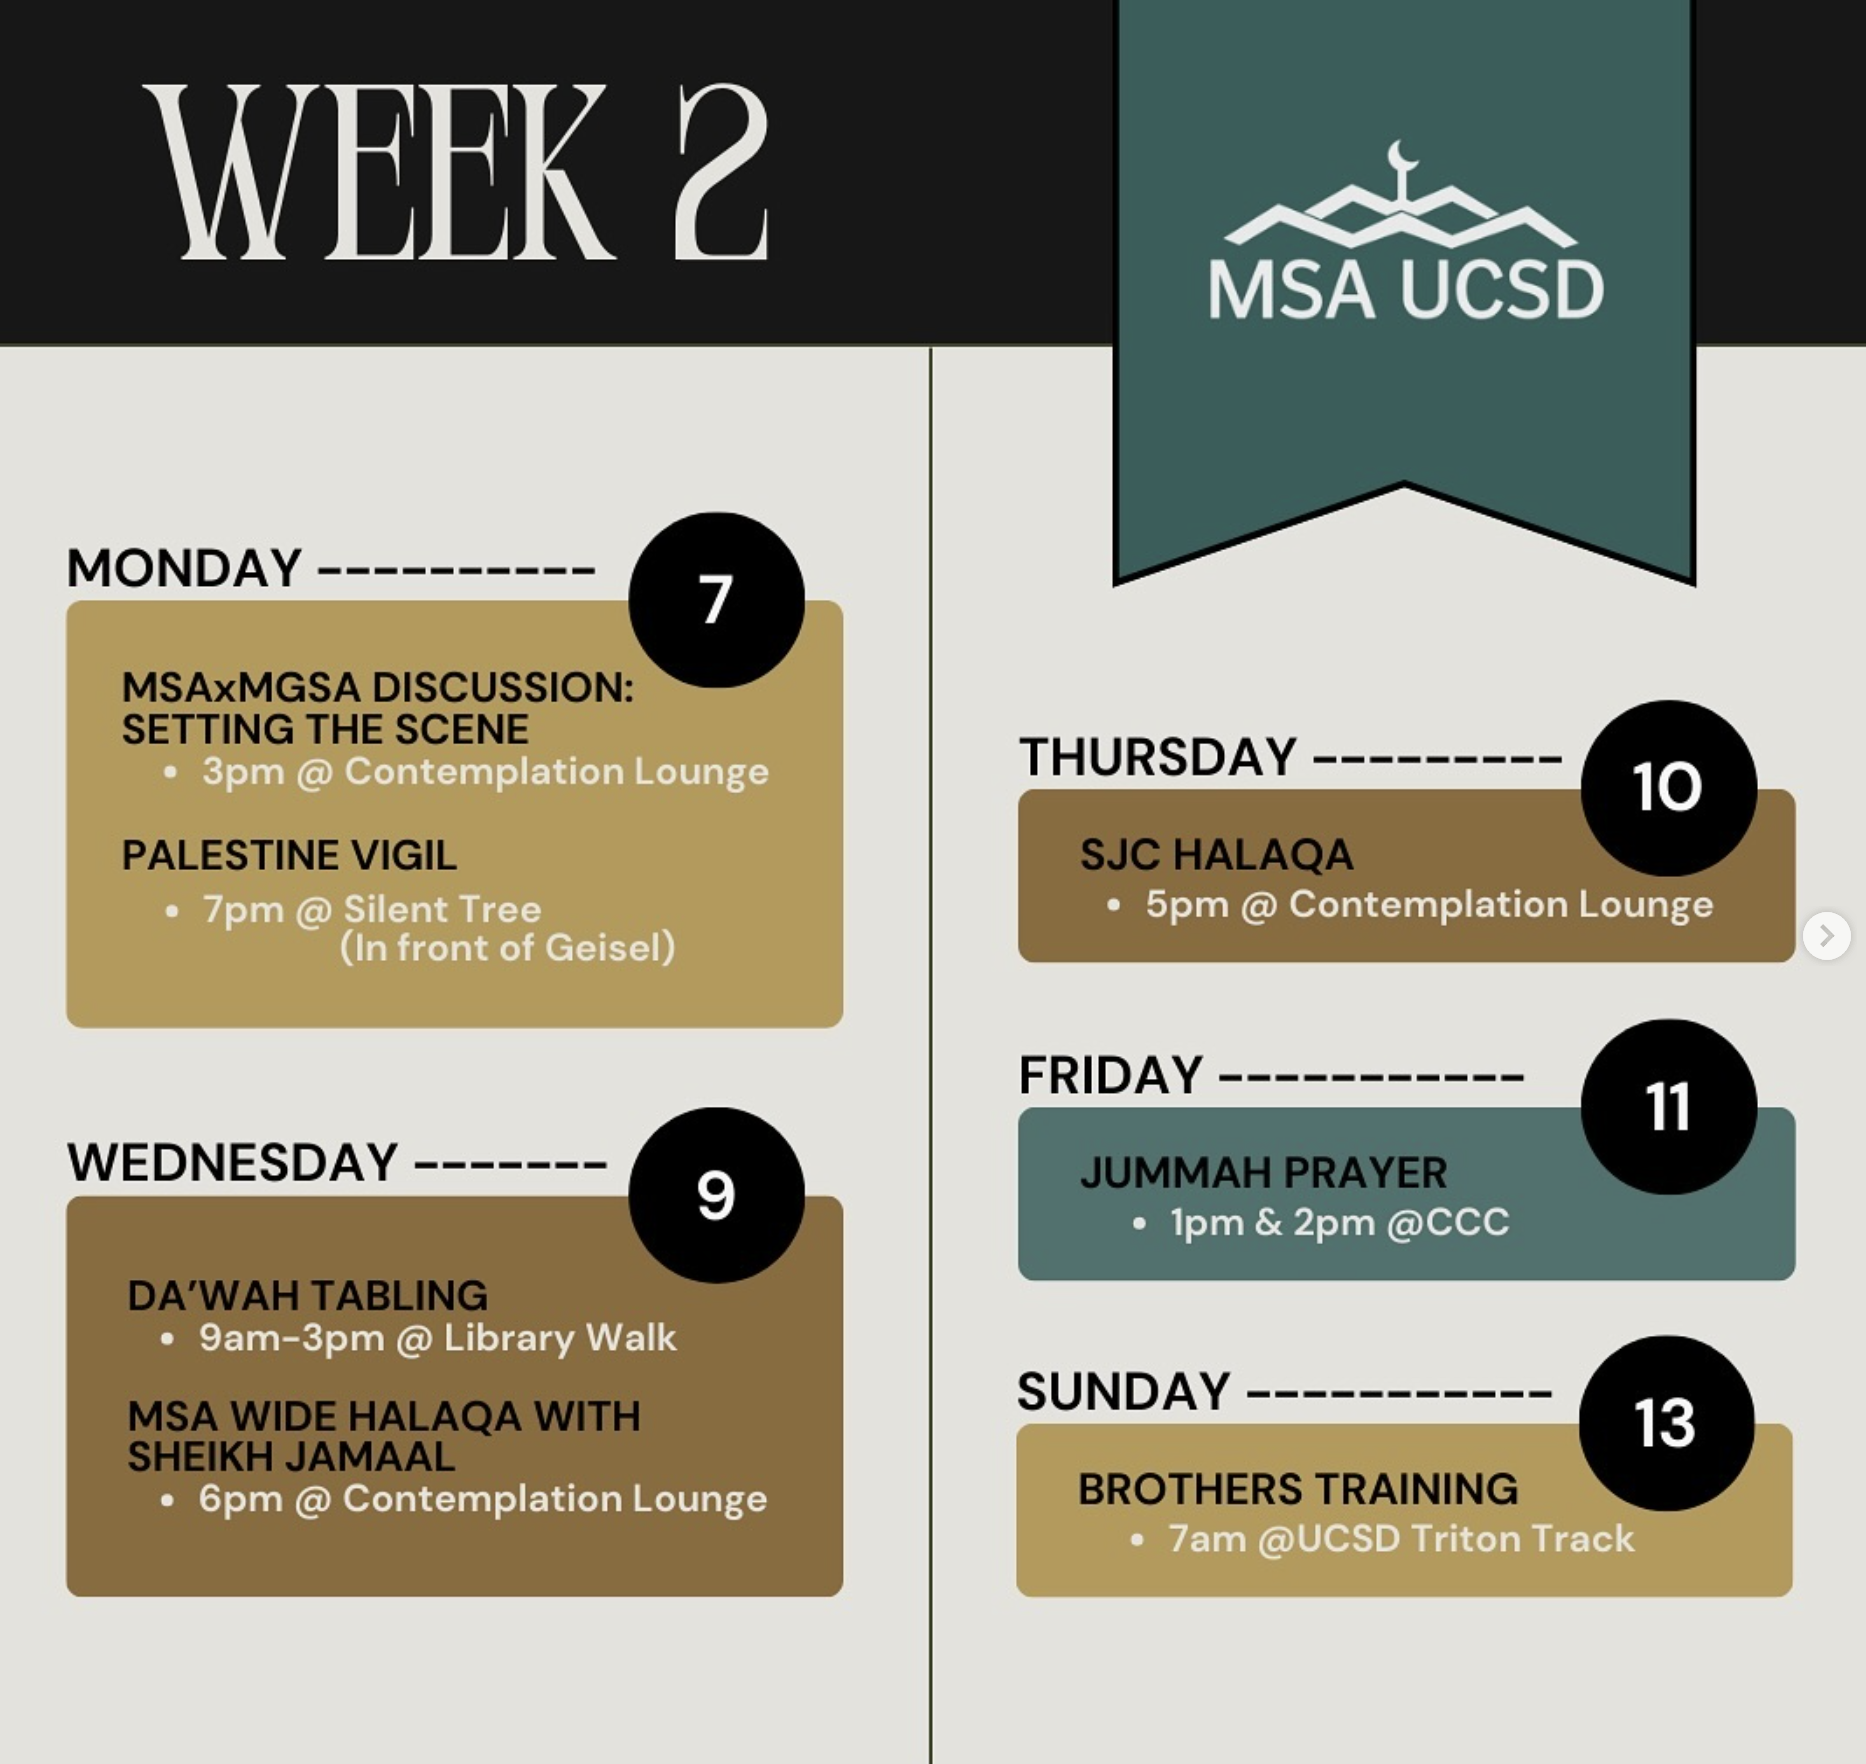 WEEK 2
MSA UCSD
MONDAY ----------
7
MSAxMGSA DISCUSSION:
SETTING THE SCENE
• 3pm @ Contemplation Lounge
PALESTINE VIGIL
• 7pm @ Silent Tree
(In front of Geisel)
WEDNESDAY -------
9
DA’WAH TABLING
• 9am-3pm @ Library Walk
MSA WIDE HALAQA WITH
SHEIKH JAMAAL
• 6pm @ Contemplation Lounge
THURSDAY ---------
10
SJC HALAQA
• 5pm @ Contemplation Lounge
FRIDAY -----------
11
JUMMAH PRAYER
• 1pm & 2pm @CCC
SUNDAY -----------
13
BROTHERS TRAINING
• 7am @UCSD Triton Track